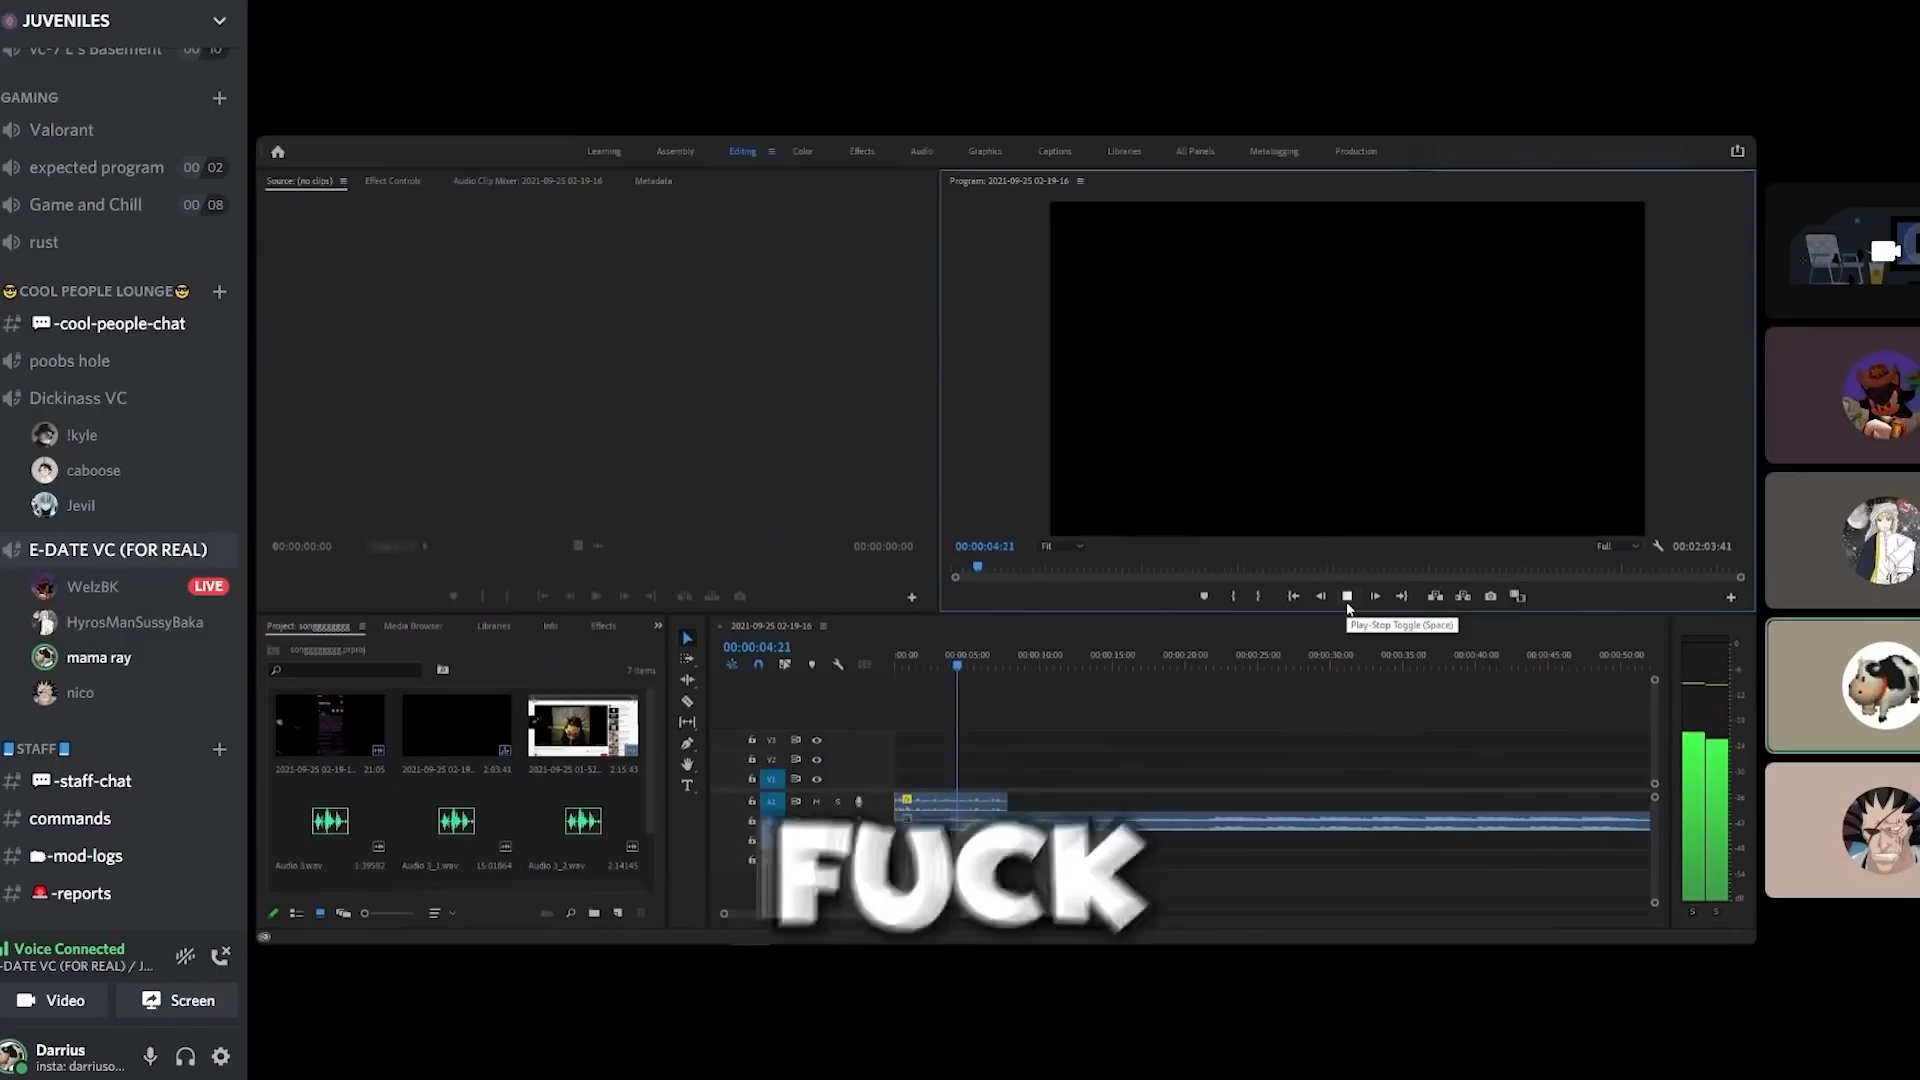 JUVENILES
vc-7 L's Basement 00 10
GAMING
Valorant
expected program 00 02
Game and Chill 00 08
rust
COOL PEOPLE LOUNGE
-cool-people-chat
poobs hole
Dickinass VC
!kyle
caboose
Jevil
E-DATE VC (FOR REAL)
WelzBK LIVE
HyrosManSussyBaka
mama ray
nico
STAFF
-staff-chat
commands
-mod-logs
-reports
Voice Connected
-DATE VC (FOR REAL) / J...
Video Screen
Darrius
insta: darriuso...
Learning Assembly Editing Color Effects Audio Graphics Captions Libraries All Panels Metalogging Production
Source: (no clips) Effect Controls Audio Clip Mixer: 2021-09-25 02-19-16 Metadata
00:00:00:00 00:00:00:00
Program: 2021-09-25 02-19-16
00:00:04:21 Fit Full 00:02:03:41
Play-Stop Toggle (Space)
Project: songggggggg Media Browser Libraries Info Effects
songgggggggg.prproj
7 items
2021-09-25 02-19-1... 21:05 2021-09-25 02-19... 2:03:41 2021-09-25 01-52... 2:15:43
Audio 3.wav 1:39582 Audio 3_1.wav 15:01864 Audio 3_2.wav 2:14145
2021-09-25 02-19-16
00:00:04:21
:00:00 00:00:05:00 00:00:10:00 00:00:15:00 00:00:20:00 00:00:25:00 00:00:30:00 00:00:35:00 00:00:40:00 00:00:45:00 00:00:50:00
V3
V2
V1
A1 M S
FUCK
S S